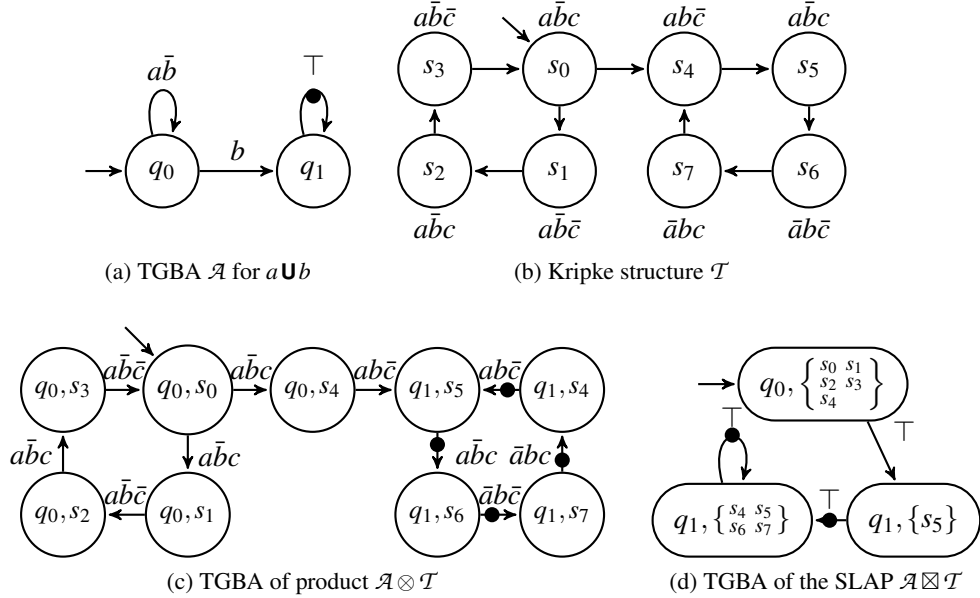 ab̄
⊤
q0
b
q1
(a) TGBA 𝒜 for a U b
ab̄c̄
ab̄c
abc̄
ab̄c
s3
s0
s4
s5
s2
s1
s7
s6
ab̄c
ab̄c̄
ābc
ābc̄
(b) Kripke structure 𝒯
q0, s3
ab̄c̄
q0, s0
ab̄c
q0, s4
abc̄
q1, s5
abc̄
q1, s4
ab̄c
ab̄c
ab̄c
ābc
q0, s2
ab̄c̄
q0, s1
q1, s6
ābc̄
q1, s7
(c) TGBA of product 𝒜 ⊗ 𝒯
q0, { s0 s1
s2 s3
s4 }
⊤
⊤
q1, { s4 s5
s6 s7 }
⊤
q1, {s5}
(d) TGBA of the SLAP 𝒜 ⊠ 𝒯